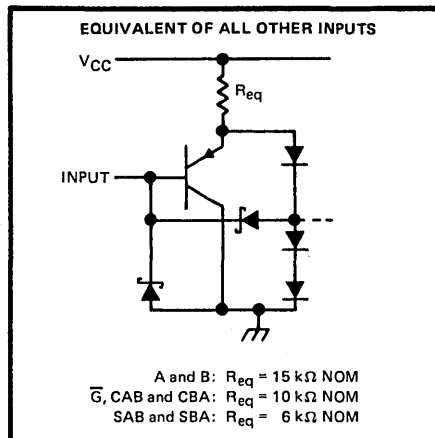 EQUIVALENT OF ALL OTHER INPUTS
VCC
Req
INPUT
A and B: Req = 15 kΩ NOM
G̅, CAB and CBA: Req = 10 kΩ NOM
SAB and SBA: Req = 6 kΩ NOM